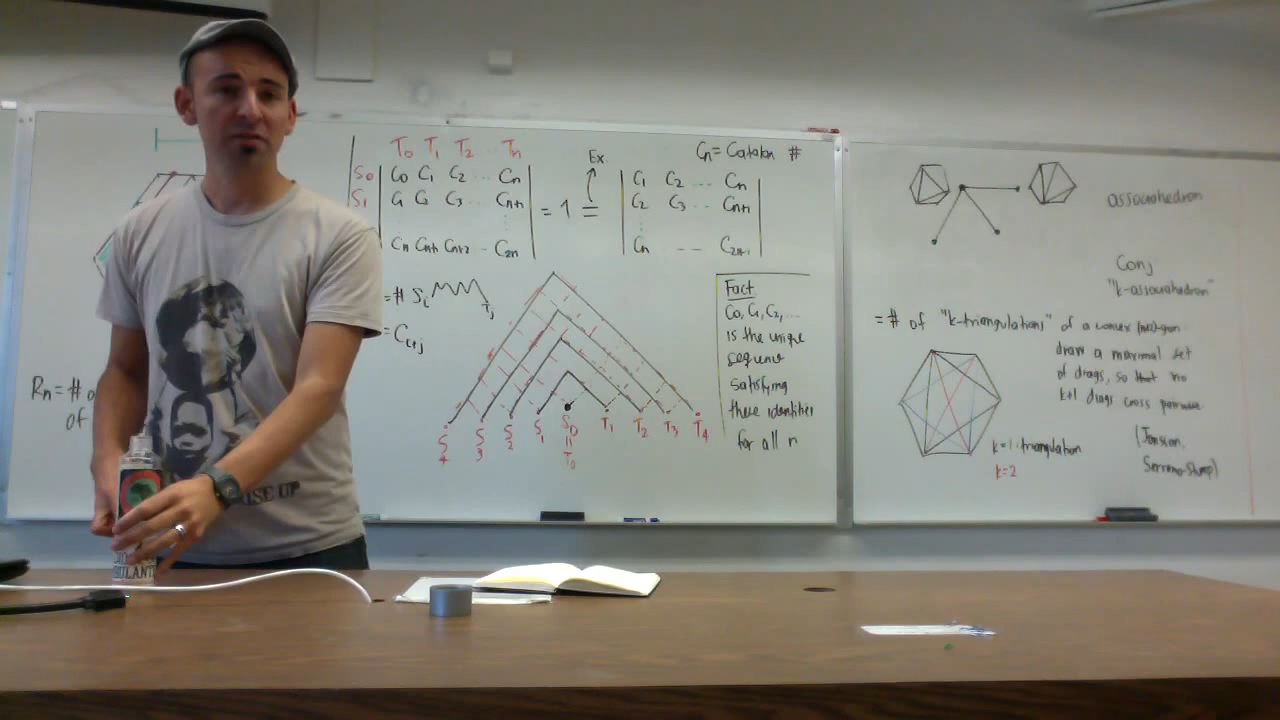 T0 T1 T2 ... Tn
S0 C0 C1 C2 ... Cn
S1 C1 C2 C3 ... Cn+1
Cn Cn+1 Cn+2 .. C2n
= 1 =
Ex
C1 C2 ... Cn
C2 C3 ... Cn+1
Cn -- -
Cn = Catalan #
= # Si Tj
= Ci+j
Rn = #
of
S4 S3 S2 S1 S0 T1 T2 T3 T4
=
T0
Fact
C0, C1, C2, ...
is the unique
sequence
satisfying
these identities
for all n
RISE UP
associahedron
Conj
"k-associahedron"
= # of "k-triangulations" of a convex
draw a maximal set
of diags, so that no
k+1 diags cross pairwise
k=1: triangulation
k=2
(Jonsson,